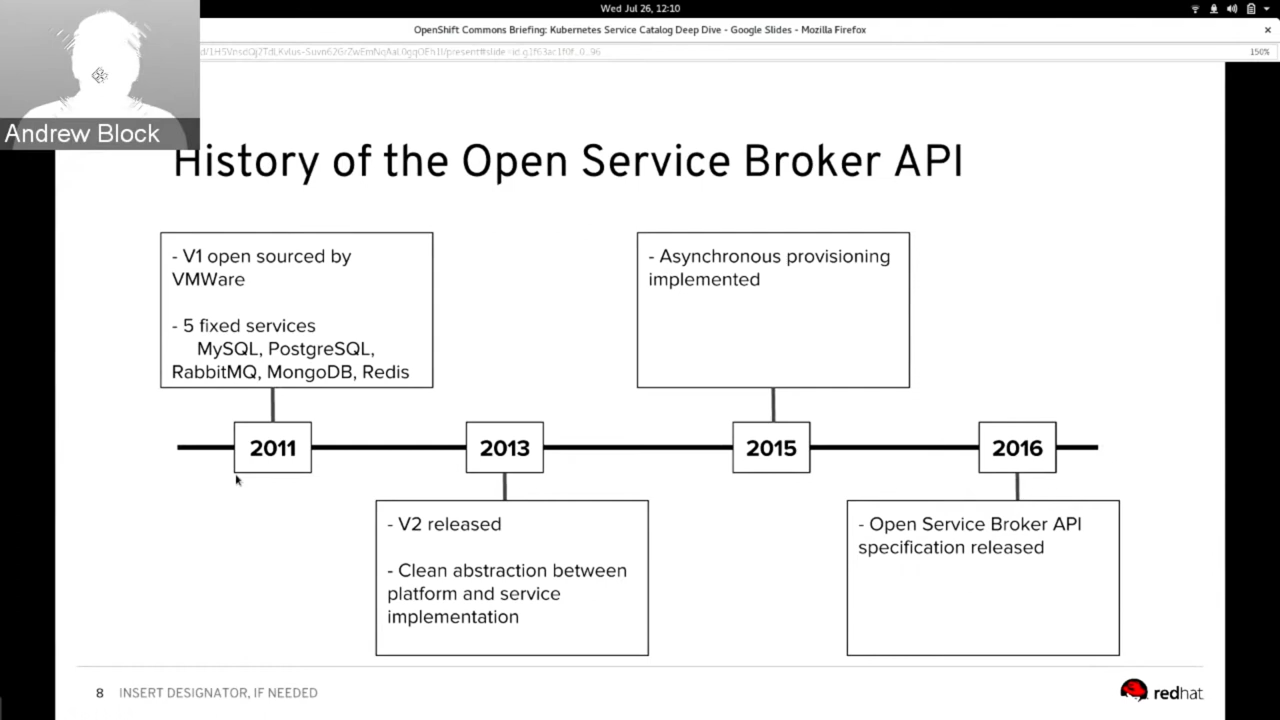 Wed Jul 26, 12:10
OpenShift Commons Briefing: Kubernetes Service Catalog Deep Dive - Google Slides - Mozilla Firefox
150%
Andrew Block
History of the Open Service Broker API
- V1 open sourced by
VMWare
- 5 fixed services
MySQL, PostgreSQL,
RabbitMQ, MongoDB, Redis
- Asynchronous provisioning
implemented
2011
2013
2015
2016
- V2 released
- Clean abstraction between
platform and service
implementation
- Open Service Broker API
specification released
8 INSERT DESIGNATOR, IF NEEDED
redhat